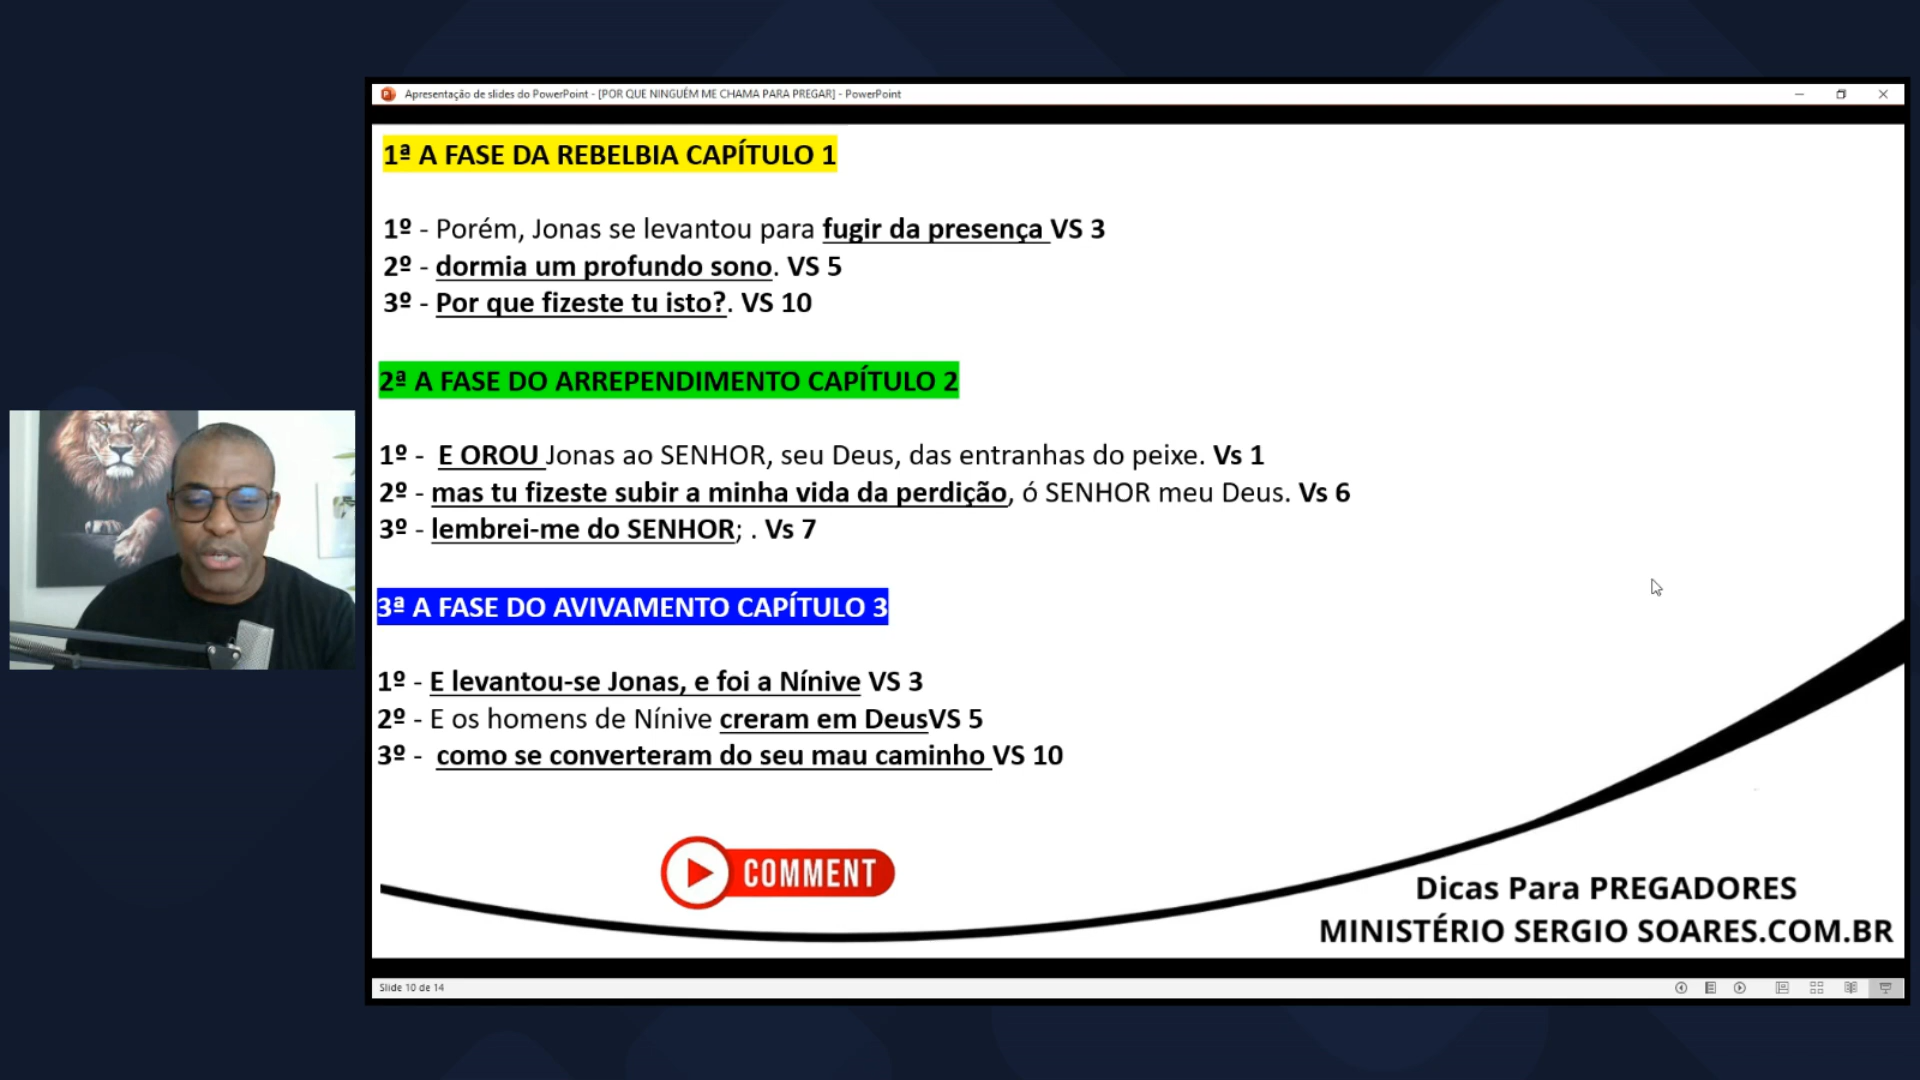 Apresentação de slides do PowerPoint - [POR QUE NINGUÉM ME CHAMA PARA PREGAR] - PowerPoint
1ª A FASE DA REBELBIA CAPÍTULO 1
1º - Porém, Jonas se levantou para fugir da presença VS 3
2º - dormia um profundo sono. VS 5
3º - Por que fizeste tu isto?. VS 10
2ª A FASE DO ARREPENDIMENTO CAPÍTULO 2
1º - E OROU Jonas ao SENHOR, seu Deus, das entranhas do peixe. Vs 1
2º - mas tu fizeste subir a minha vida da perdição, ó SENHOR meu Deus. Vs 6
3º - lembrei-me do SENHOR; . Vs 7
3ª A FASE DO AVIVAMENTO CAPÍTULO 3
1º - E levantou-se Jonas, e foi a Nínive VS 3
2º - E os homens de Nínive creram em DeusVS 5
3º - como se converteram do seu mau caminho VS 10
COMMENT
Dicas Para PREGADORES
MINISTÉRIO SERGIO SOARES.COM.BR
Slide 10 de 14